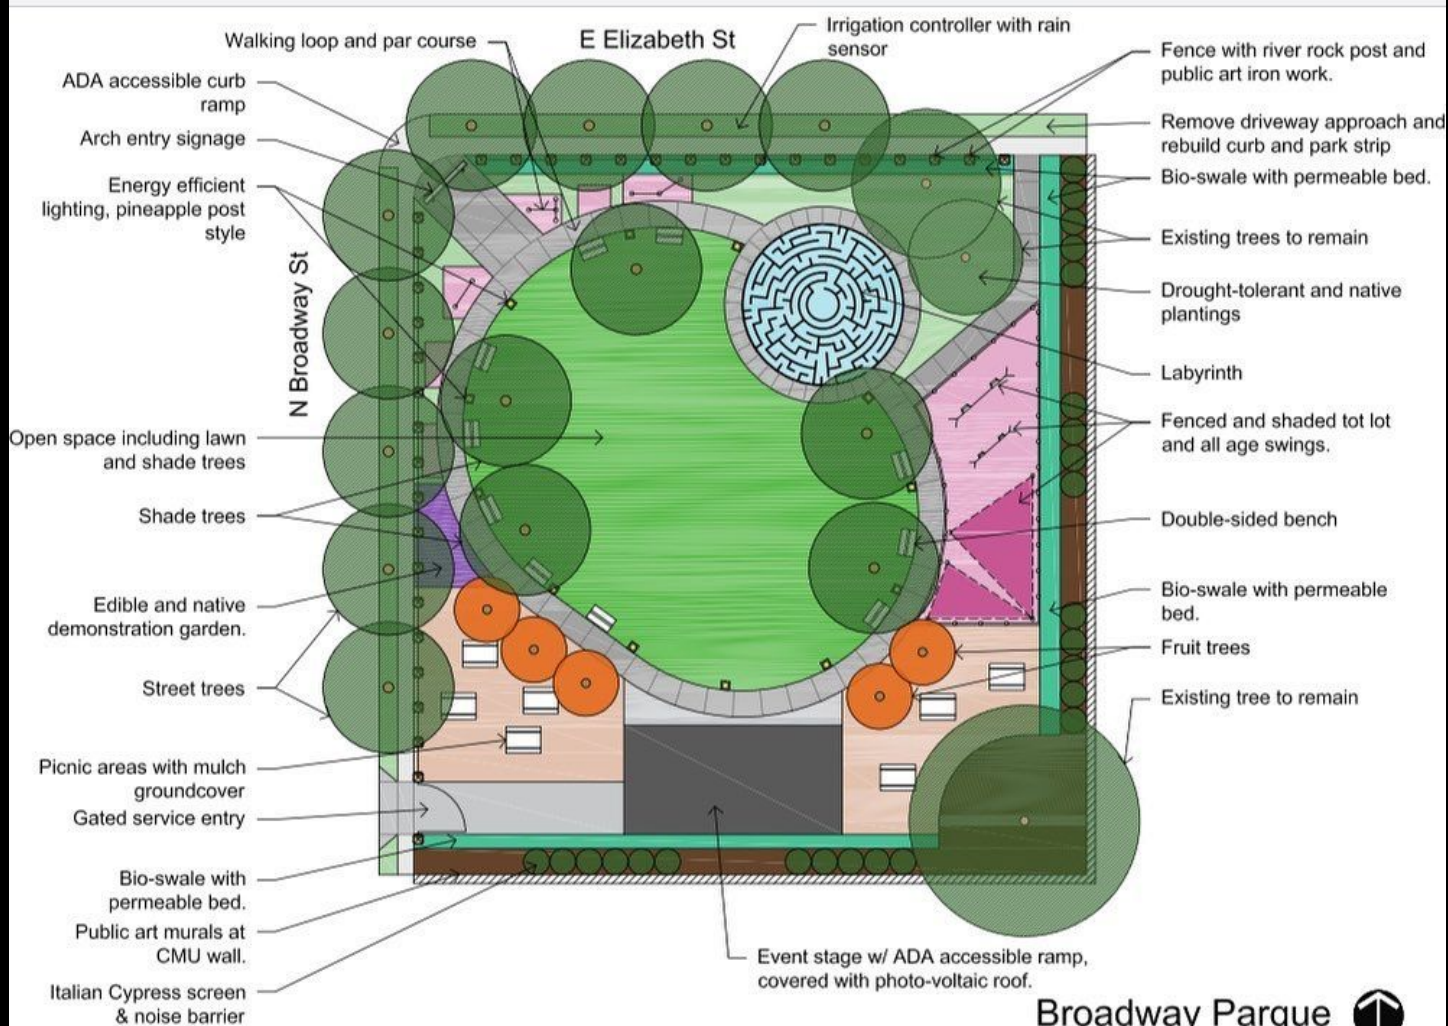 E Elizabeth St
N Broadway St
Walking loop and par course
ADA accessible curb
ramp
Arch entry signage
Energy efficient
lighting, pineapple post
style
Open space including lawn
and shade trees
Shade trees
Edible and native
demonstration garden.
Street trees
Picnic areas with mulch
groundcover
Gated service entry
Bio-swale with
permeable bed.
Public art murals at
CMU wall.
Italian Cypress screen
& noise barrier
Irrigation controller with rain
sensor
Fence with river rock post and
public art iron work.
Remove driveway approach and
rebuild curb and park strip
Bio-swale with permeable bed.
Existing trees to remain
Drought-tolerant and native
plantings
Labyrinth
Fenced and shaded tot lot
and all age swings.
Double-sided bench
Bio-swale with permeable
bed.
Fruit trees
Existing tree to remain
Event stage w/ ADA accessible ramp,
covered with photo-voltaic roof.
Broadway Parque